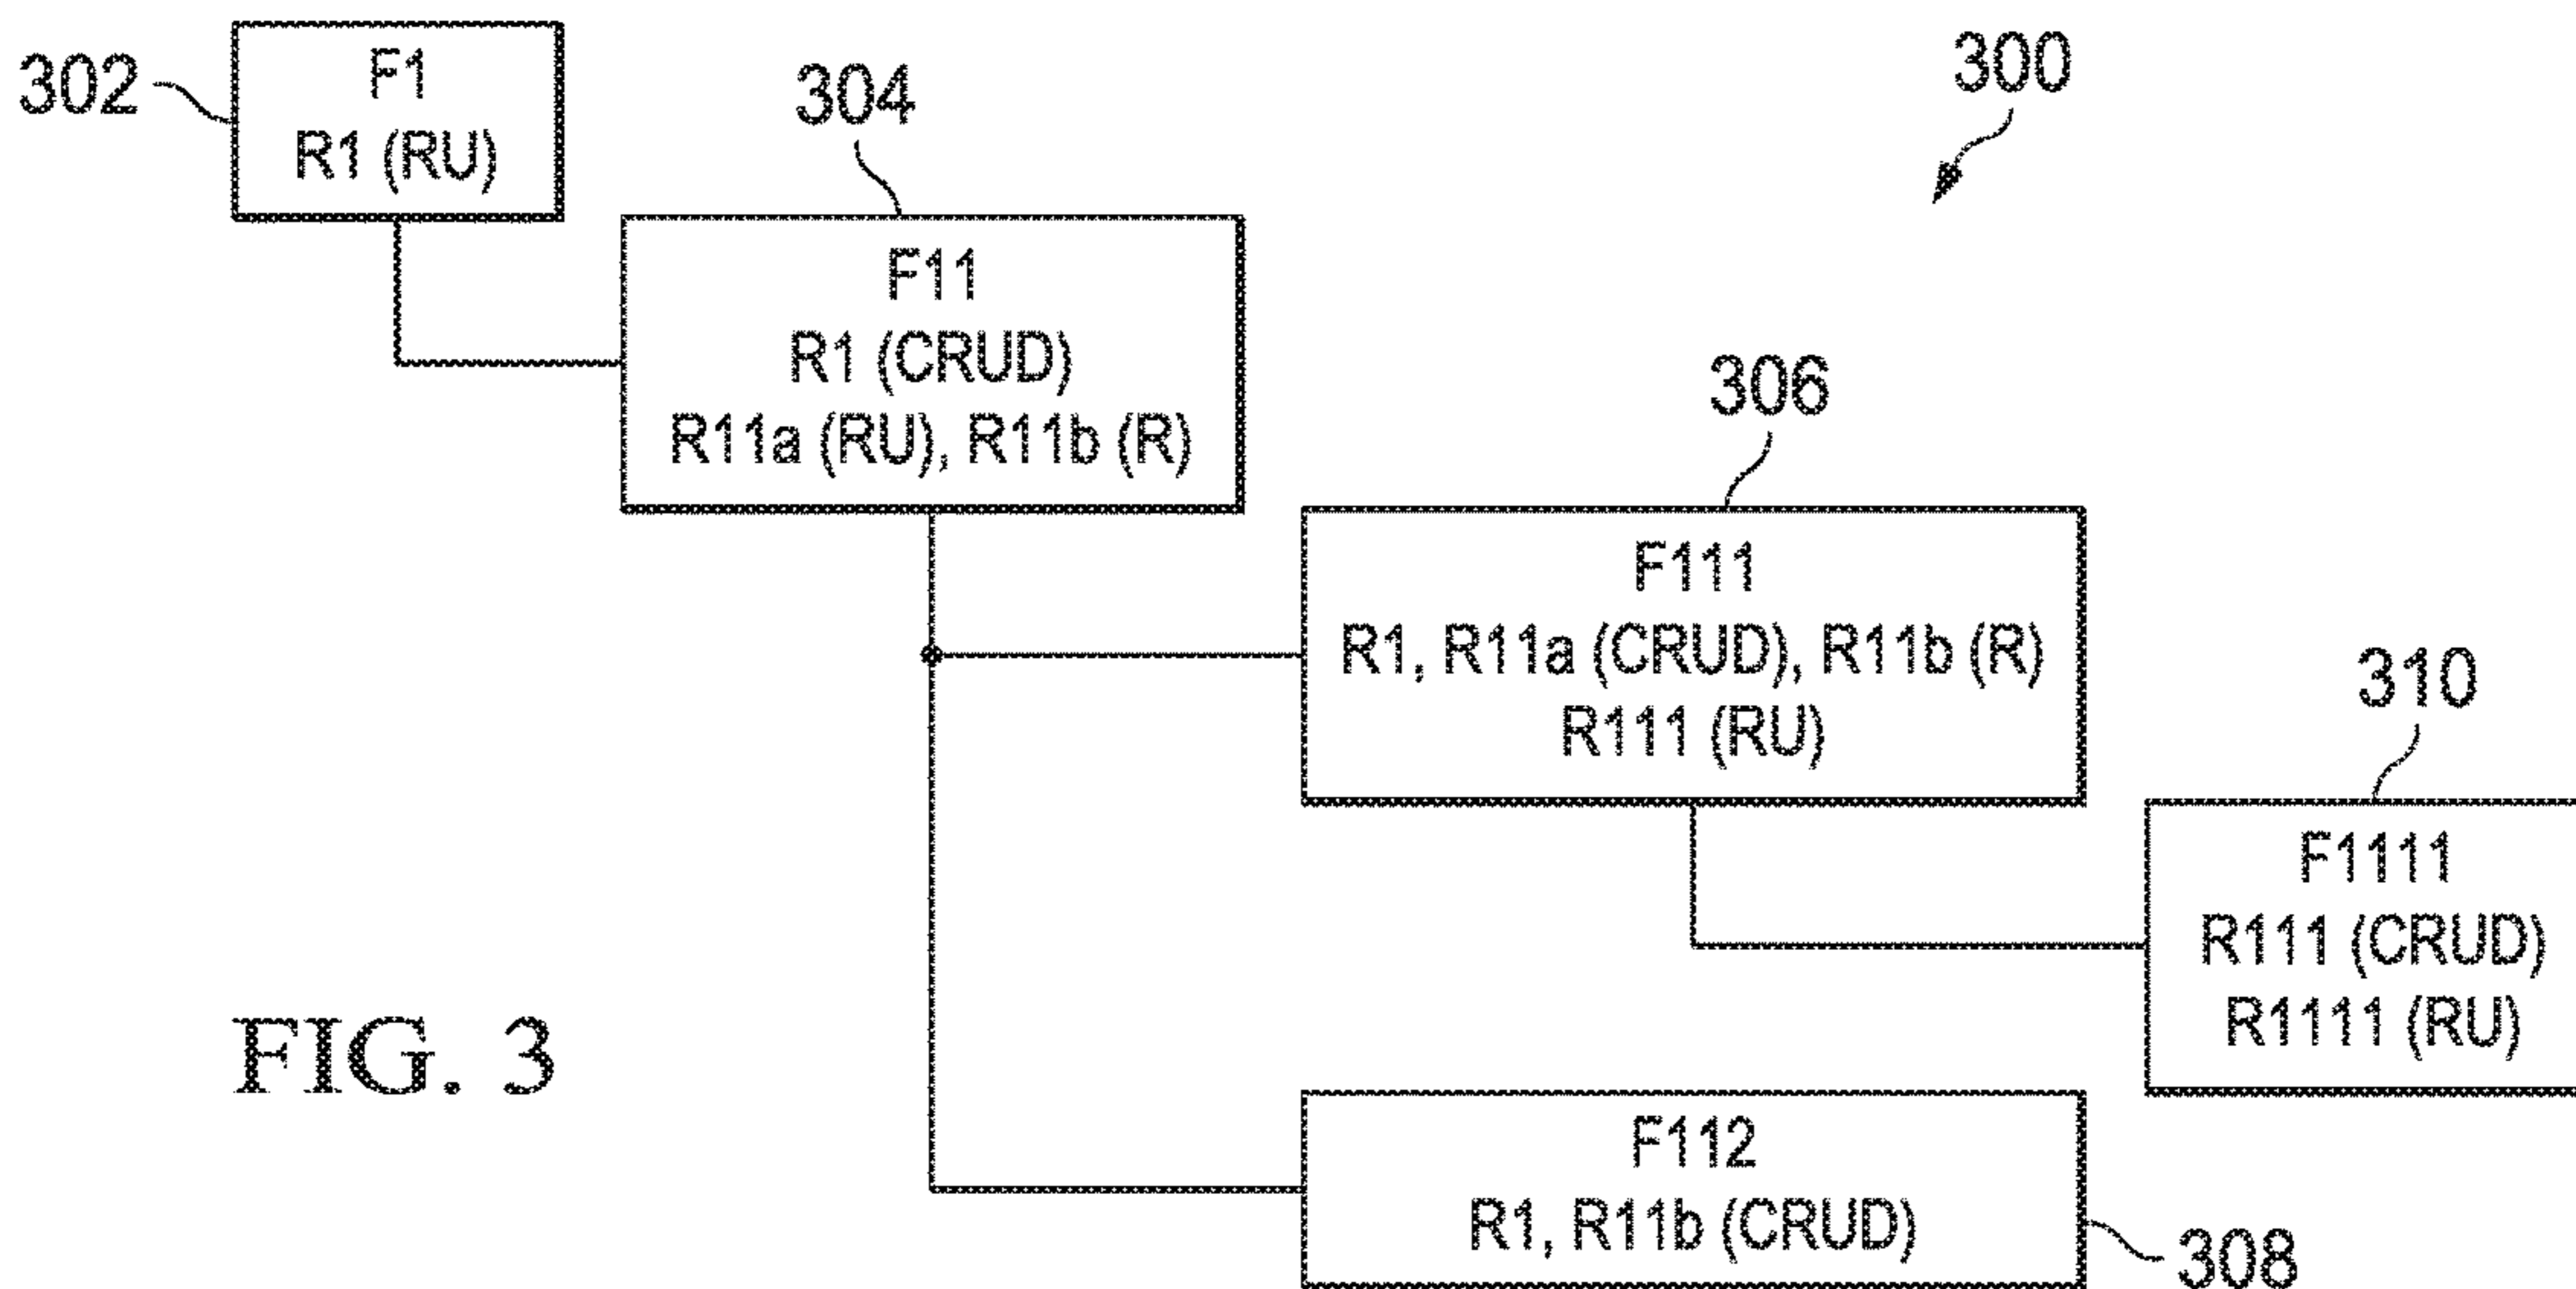 302
F1
R1 (RU)
304
F11
R1 (CRUD)
R11a (RU), R11b (R)
300
306
F111
R1, R11a (CRUD), R11b (R)
R111 (RU)
310
F1111
R111 (CRUD)
R1111 (RU)
F112
R1, R11b (CRUD)
308
FIG. 3